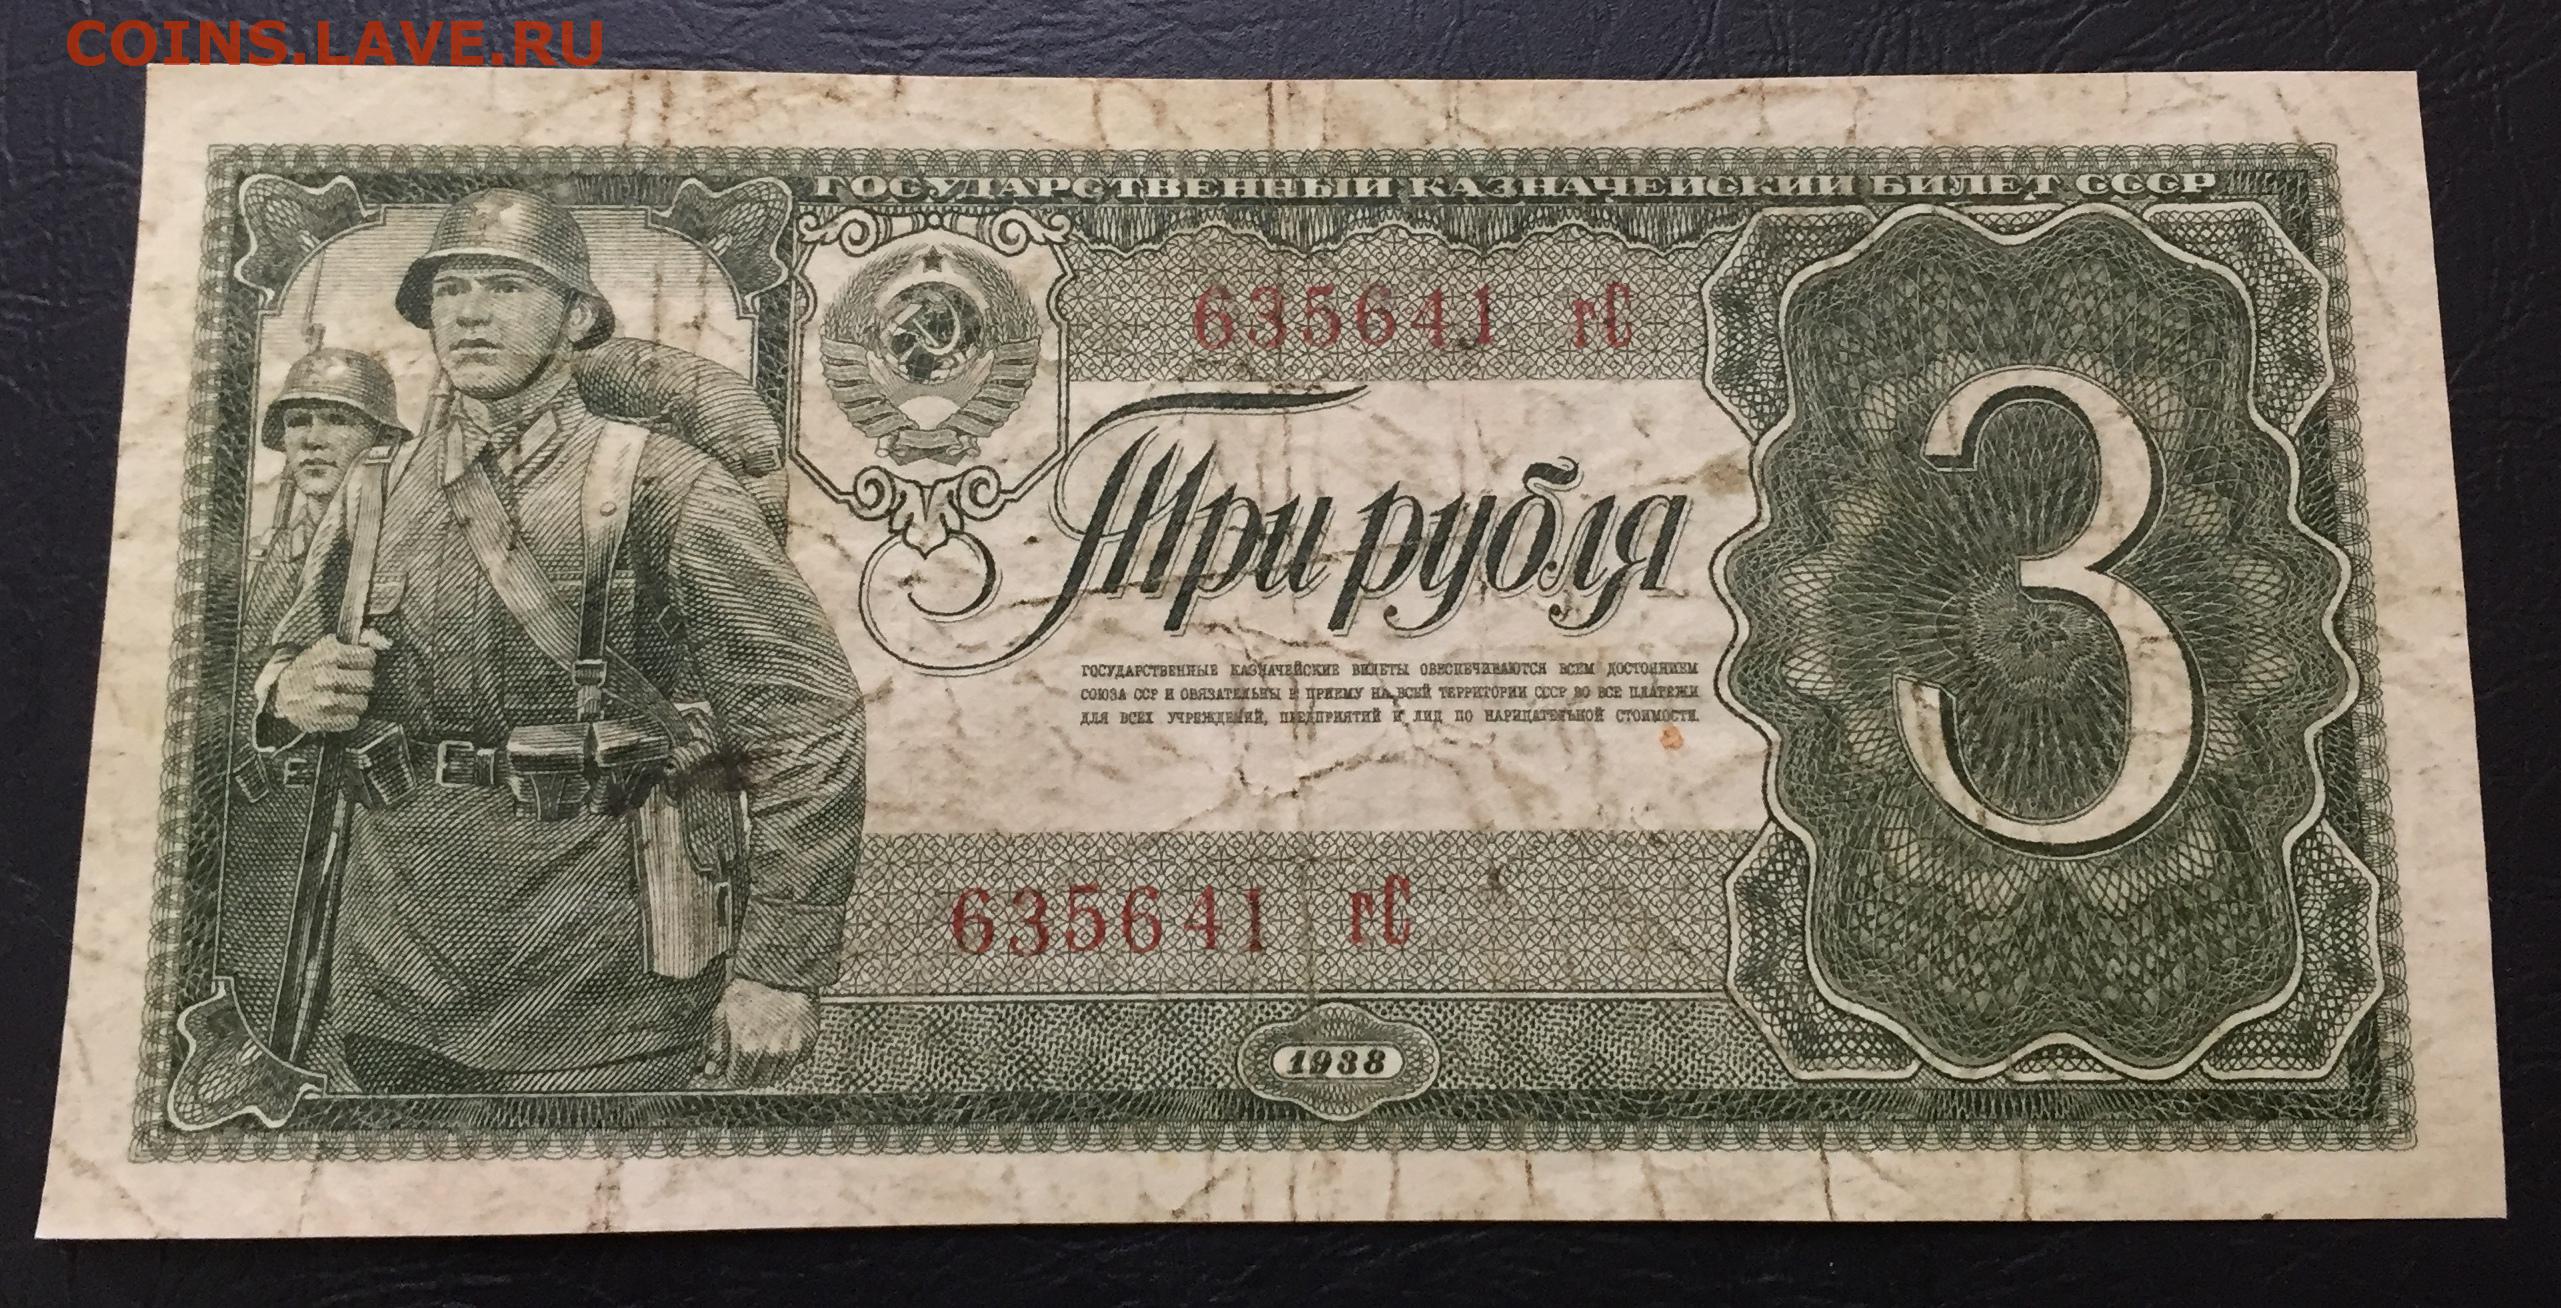 COINS.LAVE.RU
ГОСУДАРСТВЕННЫЙ КАЗНАЧЕЙСКИЙ БИЛЕТ СССР
635641 гС
Три рубля
3
ГОСУДАРСТВЕННЫЕ КАЗНАЧЕЙСКИЕ БИЛЕТЫ ОБЕСПЕЧИВАЮТСЯ ВСЕМ ДОСТОЯНИЕМ
СОЮЗА ССР И ОБЯЗАТЕЛЬНЫ К ПРИЕМУ НА ВСЕЙ ТЕРРИТОРИИ СССР ВО ВСЕ ПЛАТЕЖИ
ДЛЯ ВСЕХ УЧРЕЖДЕНИЙ, ПРЕДПРИЯТИЙ И ЛИЦ ПО НАРИЦАТЕЛЬНОЙ СТОИМОСТИ.
635641 гС
1938